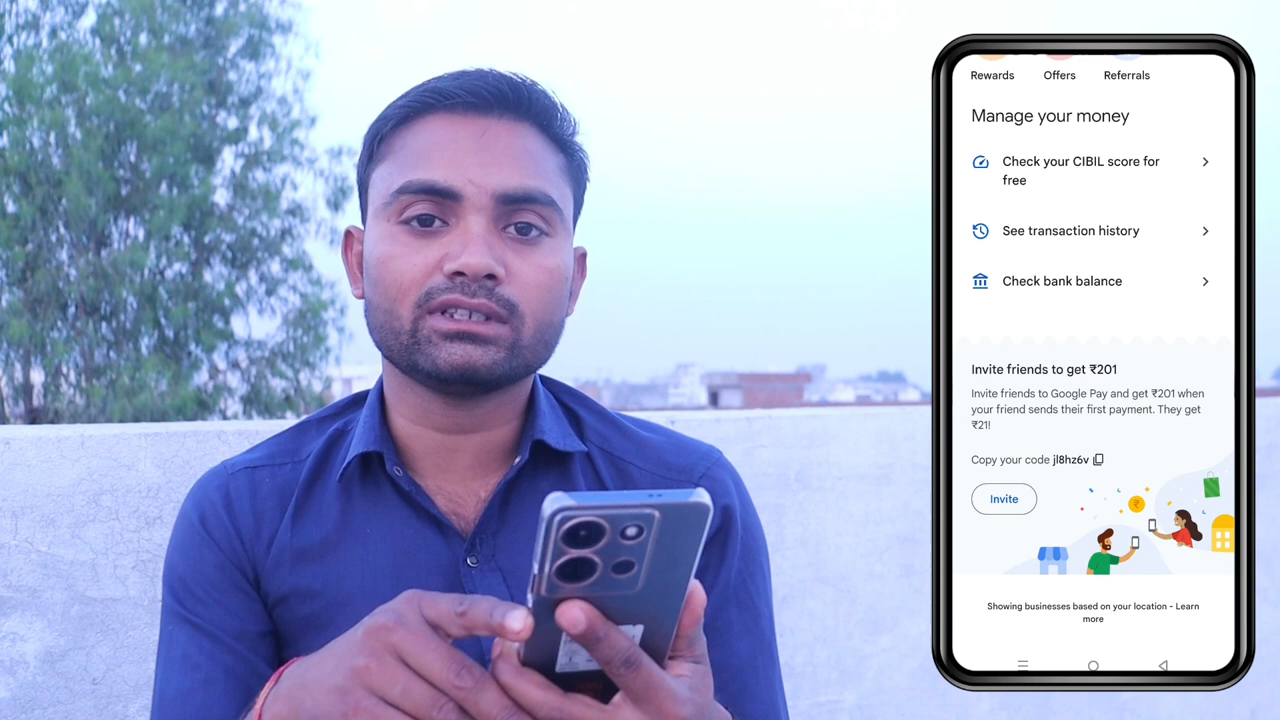 Rewards Offers Referrals
Manage your money
Check your CIBIL score for
free
See transaction history
Check bank balance
Invite friends to get ₹201
Invite friends to Google Pay and get ₹201 when
your friend sends their first payment. They get
₹21!
Copy your code jl8hz6v
Invite
Showing businesses based on your location - Learn
more